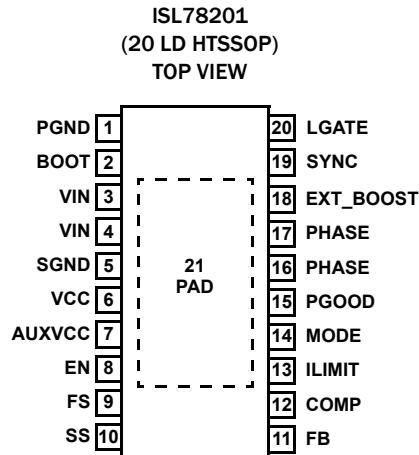 ISL78201
(20 LD HTSSOP)
TOP VIEW
PGND 1 20 LGATE
BOOT 2 19 SYNC
VIN 3 18 EXT_BOOST
VIN 4 17 PHASE
SGND 5 16 PHASE
21
PAD
VCC 6 15 PGOOD
AUXVCC 7 14 MODE
EN 8 13 ILIMIT
FS 9 12 COMP
SS 10 11 FB